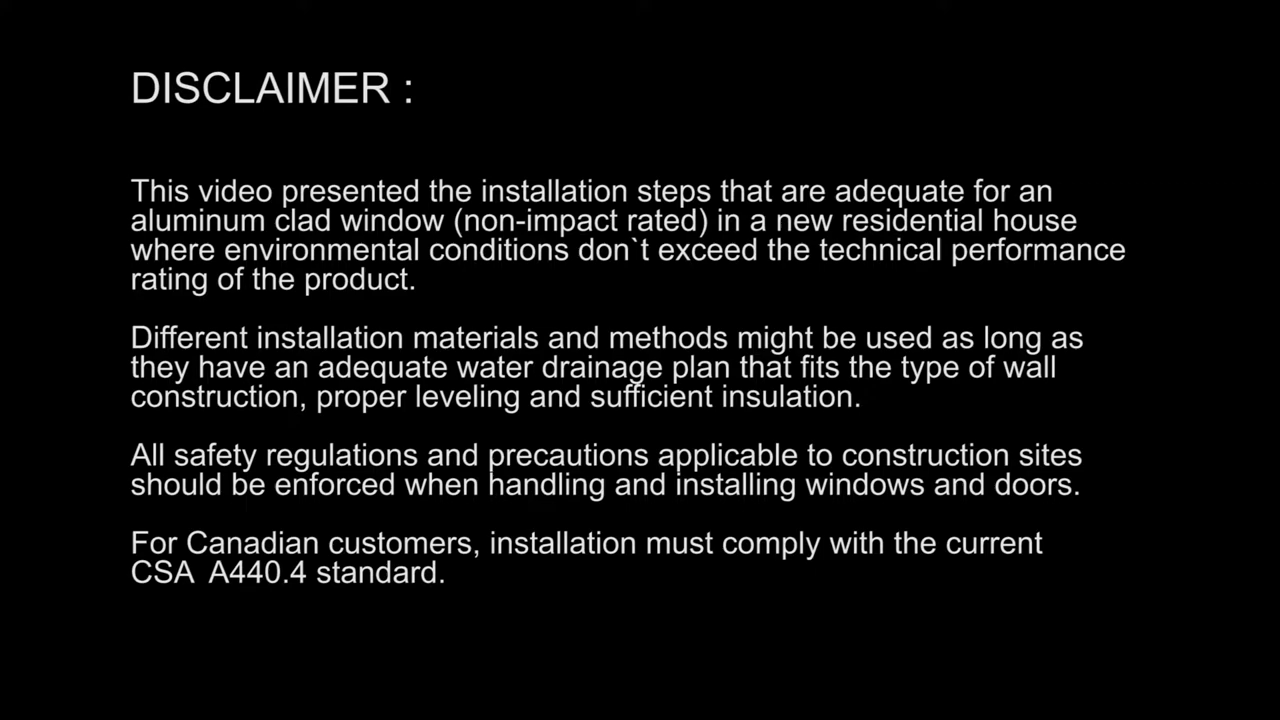 DISCLAIMER :
This video presented the installation steps that are adequate for an
aluminum clad window (non-impact rated) in a new residential house
where environmental conditions don`t exceed the technical performance
rating of the product.
Different installation materials and methods might be used as long as
they have an adequate water drainage plan that fits the type of wall
construction, proper leveling and sufficient insulation.
All safety regulations and precautions applicable to construction sites
should be enforced when handling and installing windows and doors.
For Canadian customers, installation must comply with the current
CSA  A440.4 standard.